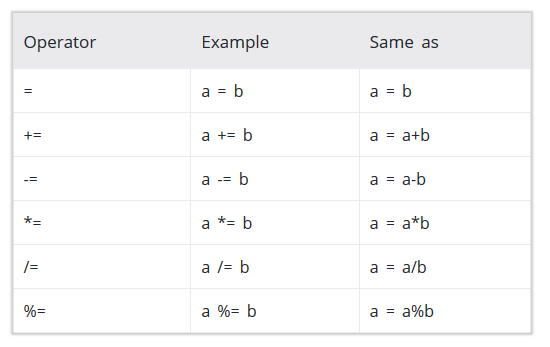 Operator Example Same as
= a = b a = b
+= a += b a = a+b
-= a -= b a = a-b
*= a *= b a = a*b
/= a /= b a = a/b
%= a %= b a = a%b